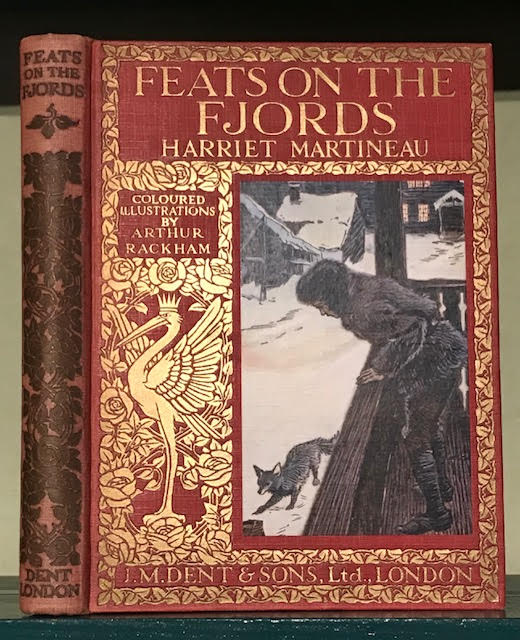 FEATS
ON THE
FJORDS
DENT
LONDON
FEATS ON THE
FJORDS
HARRIET MARTINEAU
COLOURED
ILLUSTRATIONS
BY
ARTHUR
RACKHAM
J.M.DENT & SONS, Ltd., LONDON